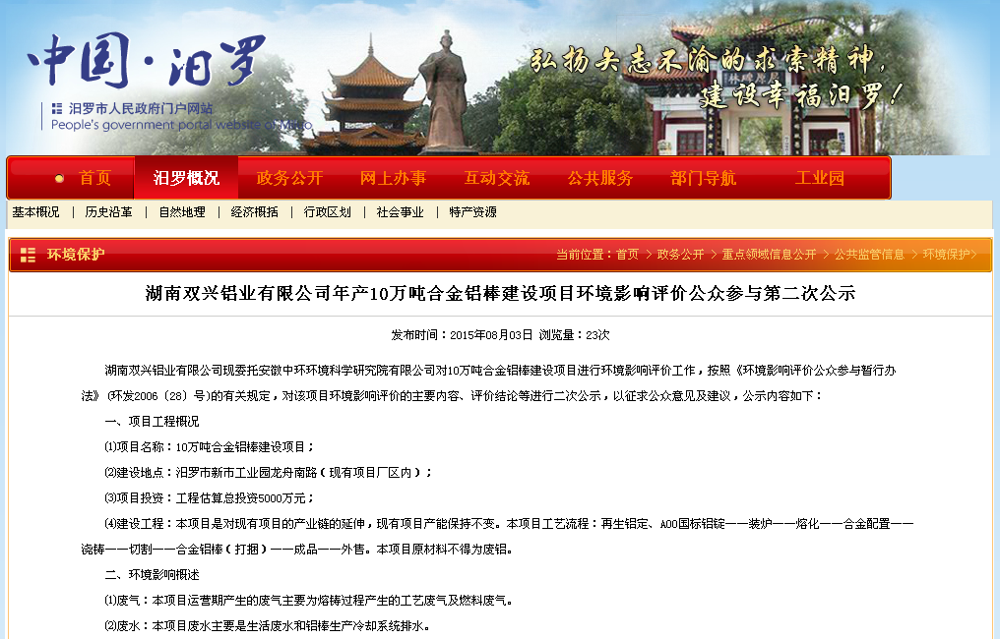 中国·汨罗
汨罗市人民政府门户网站
People's government portal website of Miluo
弘扬矢志不渝的求索精神，
建设幸福汨罗！
首页 汨罗概况 政务公开 网上办事 互动交流 公共服务 部门导航 工业园
基本概况 | 历史沿革 | 自然地理 | 经济概括 | 行政区划 | 社会事业 | 特产资源
环境保护 当前位置：首页 > 政务公开 > 重点领域信息公开 > 公共监管信息 > 环境保护>
湖南双兴铝业有限公司年产10万吨合金铝棒建设项目环境影响评价公众参与第二次公示
发布时间：2015年08月03日 浏览量：23次
湖南双兴铝业有限公司现委托安徽中环环境科学研究院有限公司对10万吨合金铝棒建设项目进行环境影响评价工作，按照《环境影响评价公众参与暂行办
法》（环发2006〔28〕号)的有关规定，对该项目环境影响评价的主要内容、评价结论等进行二次公示，以征求公众意见及建议，公示内容如下：
一、项目工程概况
⑴项目名称：10万吨合金铝棒建设项目；
⑵建设地点：汨罗市新市工业园龙舟南路（现有项目厂区内）；
⑶项目投资：工程估算总投资5000万元；
⑷建设工程：本项目是对现有项目的产业链的延伸，现有项目产能保持不变。本项目工艺流程：再生铝定、AOO国标铝锭——装炉——熔化——合金配置——
浇铸——切割——合金铝棒（打捆）——成品——外售。本项目原材料不得为废铝。
二、环境影响概述
⑴废气：本项目运营期产生的废气主要为熔铸过程产生的工艺废气及燃料废气。
⑵废水：本项目废水主要是生活废水和铝棒生产冷却系统排水。